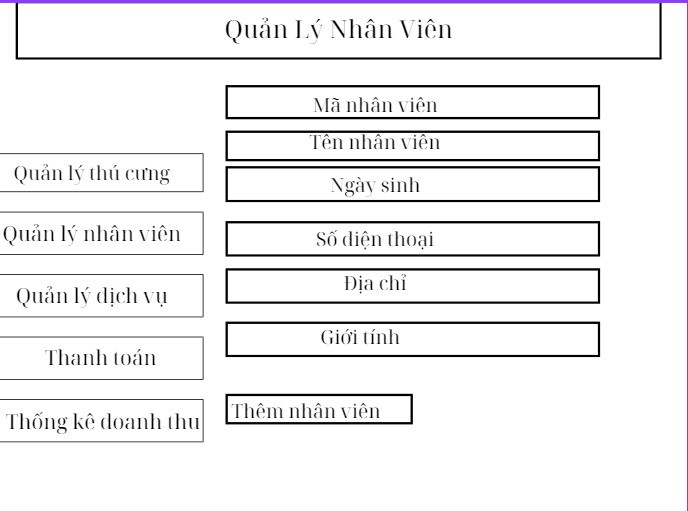 Quản Lý Nhân Viên
Mã nhân viên
Tên nhân viên
Ngày sinh
Số điện thoại
Địa chỉ
Giới tính
Thêm nhân viên
Quản lý thú cưng
Quản lý nhân viên
Quản lý dịch vụ
Thanh toán
Thống kê doanh thu